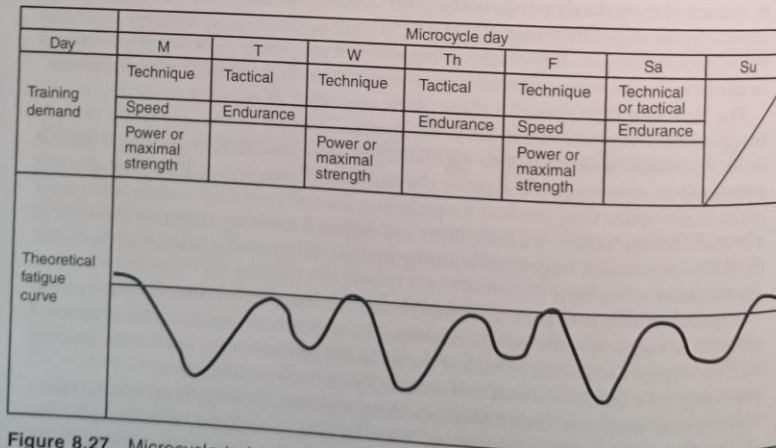 Microcycle day
Day M T W Th F Sa Su
Training
demand
Technique Tactical Technique Tactical Technique Technical
or tactical
Speed Endurance Endurance Speed Endurance
Power or
maximal
strength
Power or
maximal
strength
Power or
maximal
strength
Theoretical
fatigue
curve
Figure 8.27 Microcycle